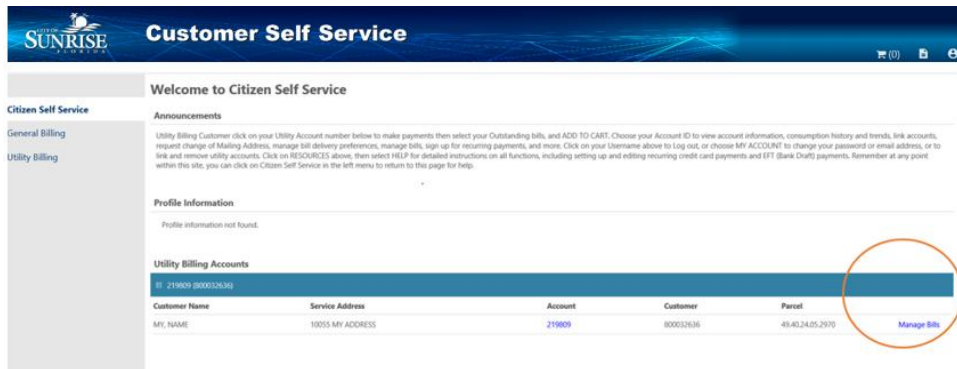 CITY OF
SUNRISE
FLORIDA
Customer Self Service
(0)
Welcome to Citizen Self Service
Citizen Self Service
General Billing
Utility Billing
Announcements
Utility Billing Customer click on your Utility Account number below to make payments then select your Outstanding bills, and ADD TO CART. Choose your Account ID to view account information, consumption history and trends, link accounts,
request change of Mailing Address, manage bill delivery preferences, manage bills, sign up for recurring payments, and more. Click on your Username above to Log out, or choose MY ACCOUNT to change your password or email address, or to
link and remove utility accounts. Click on RESOURCES above, then select HELP for detailed instructions on all functions, including setting up and editing recurring credit card payments and EFT (Bank Draft) payments. Remember at any point
within this site, you can click on Citizen Self Service in the left menu to return to this page for help.
Profile Information
Profile information not found.
Utility Billing Accounts
219809 (800032636)
Customer Name Service Address Account Customer Parcel
MY, NAME 10055 MY ADDRESS 219809 800032636 49.40.24.05.2970 Manage Bills